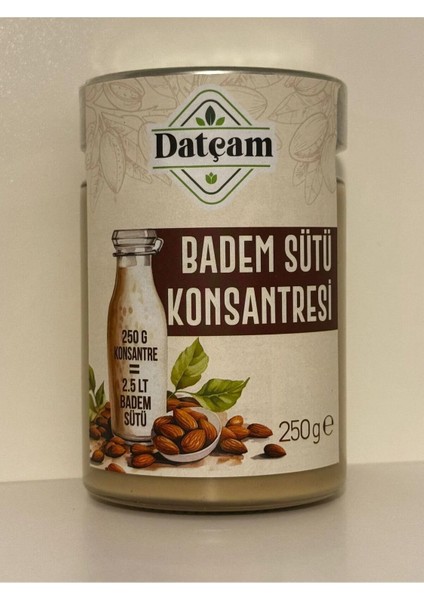 Datçam
BADEM SÜTÜ
KONSANTRESİ
250 G
KONSANTRE
=
2.5 LT
BADEM
SÜTÜ
250g℮